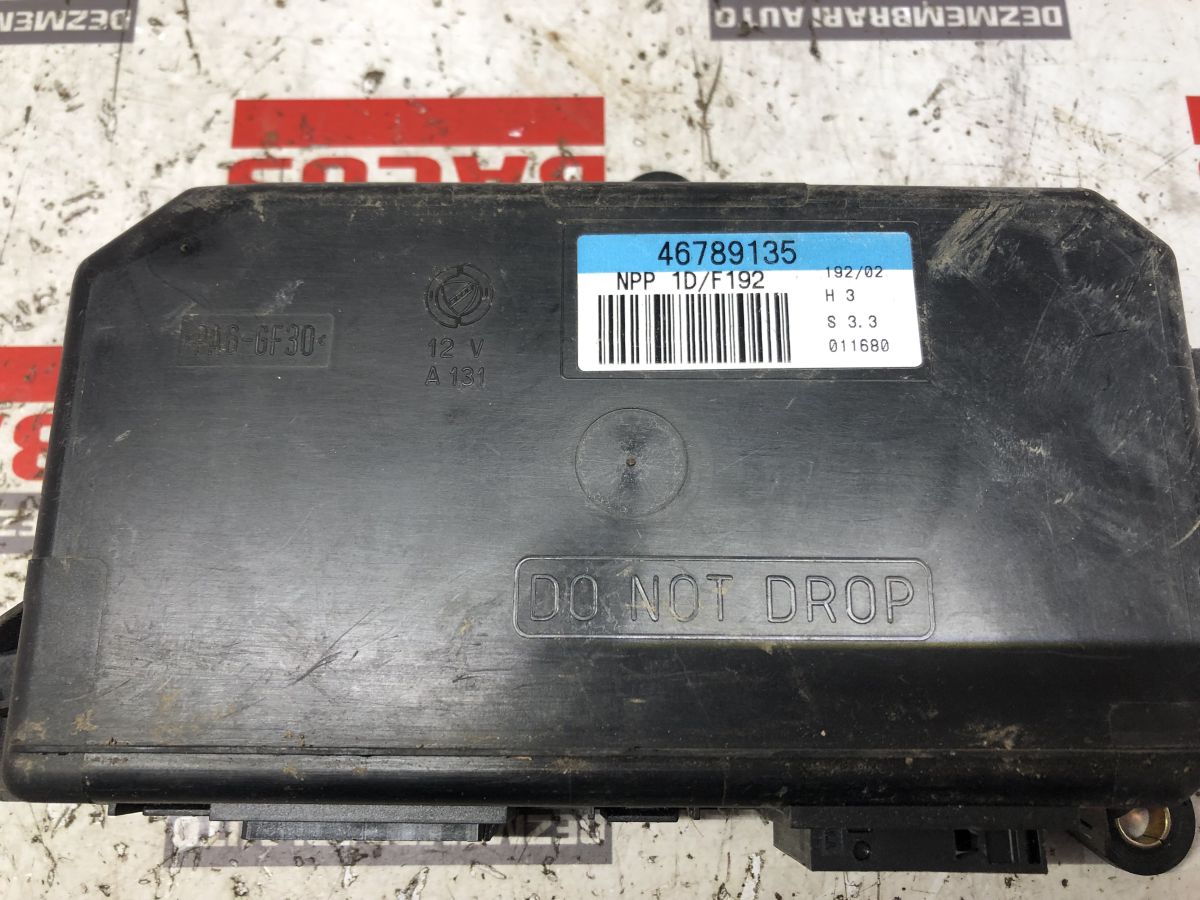 DEZMEMBRARI AUTO
46789135
NPP 1D/F192
192/02
H 3
S 3.3
011680
12 V
A 131
DO NOT DROP